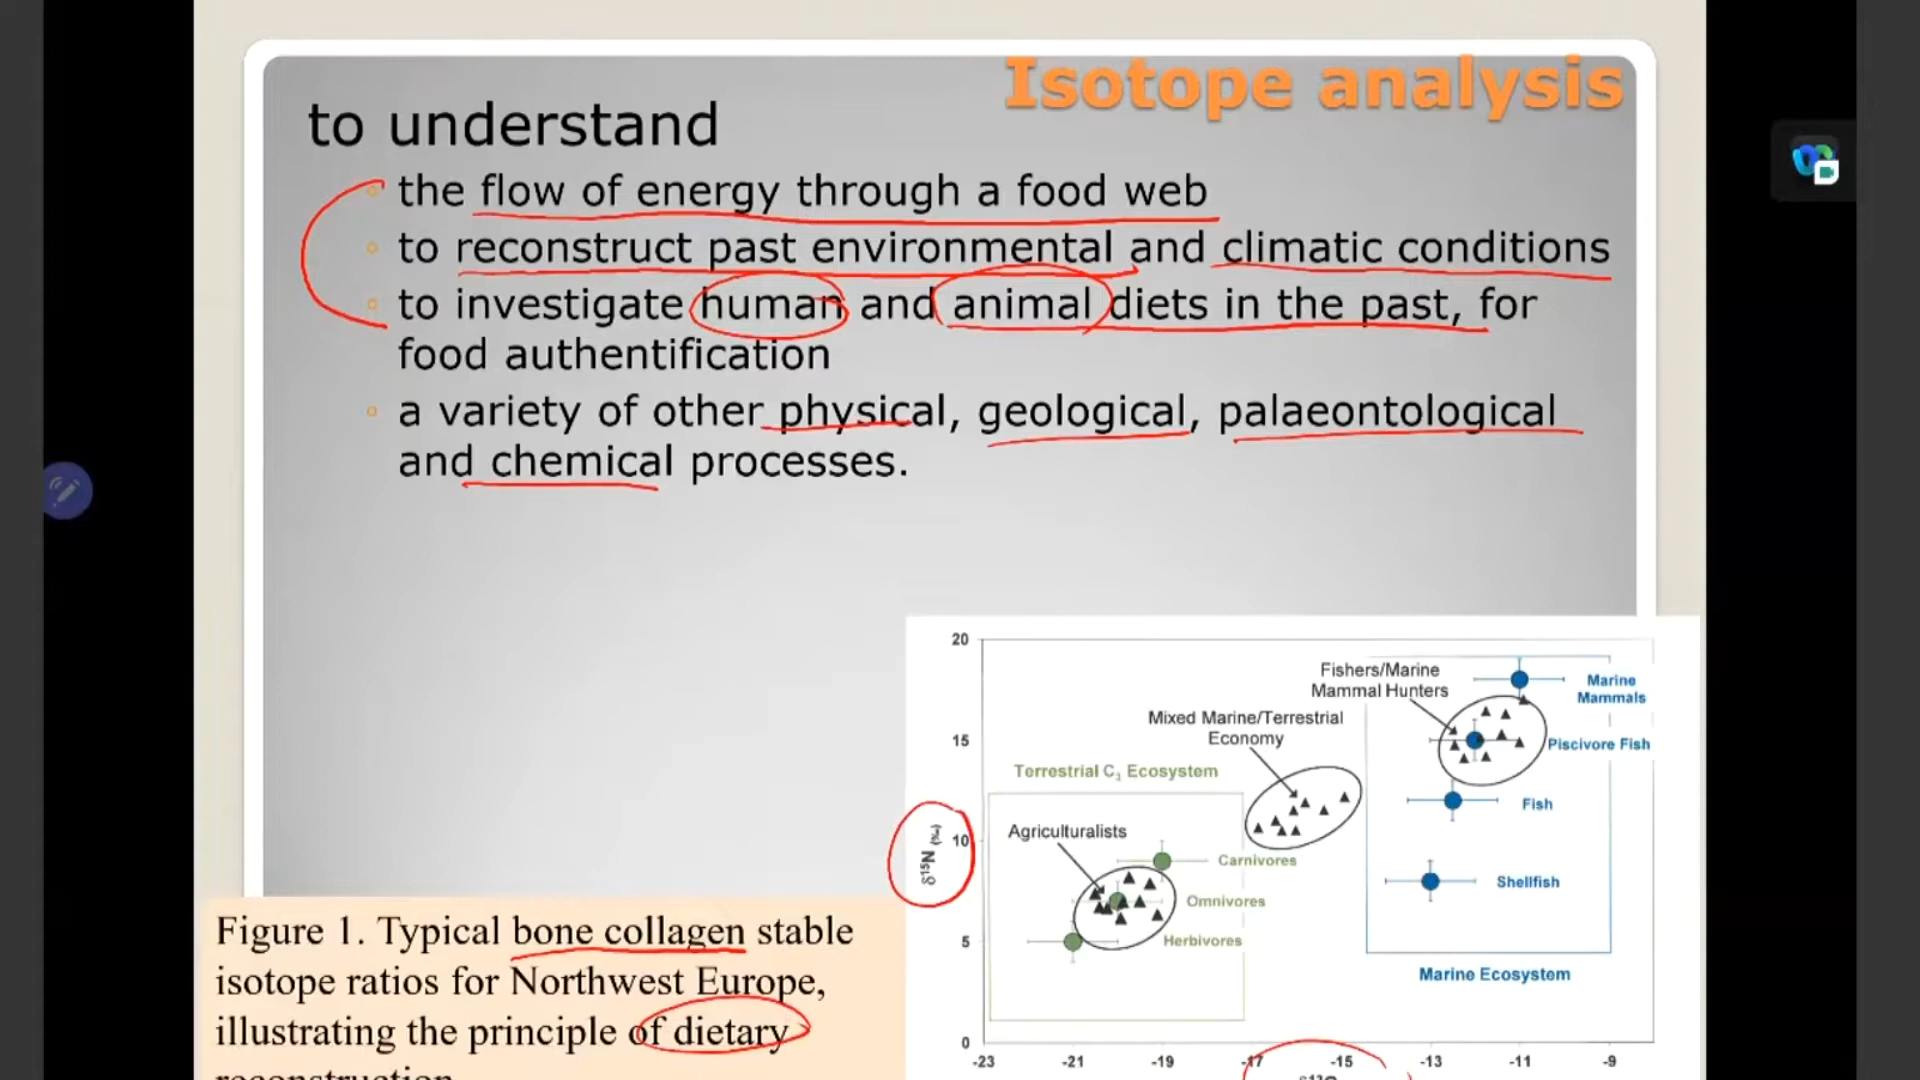 Isotope analysis
to understand
the flow of energy through a food web
to reconstruct past environmental and climatic conditions
to investigate human and animal diets in the past, for
food authentification
a variety of other physical, geological, palaeontological
and chemical processes.
Figure 1. Typical bone collagen stable
isotope ratios for Northwest Europe,
illustrating the principle of dietary
reconstruction
20
15
10
5
0
δ¹⁵N (‰)
-23 -21 -19 -17 -15 -13 -11 -9
Terrestrial C₃ Ecosystem
Agriculturalists
Carnivores
Omnivores
Herbivores
Mixed Marine/Terrestrial
Economy
Fishers/Marine
Mammal Hunters
Marine
Mammals
Piscivore Fish
Fish
Shellfish
Marine Ecosystem